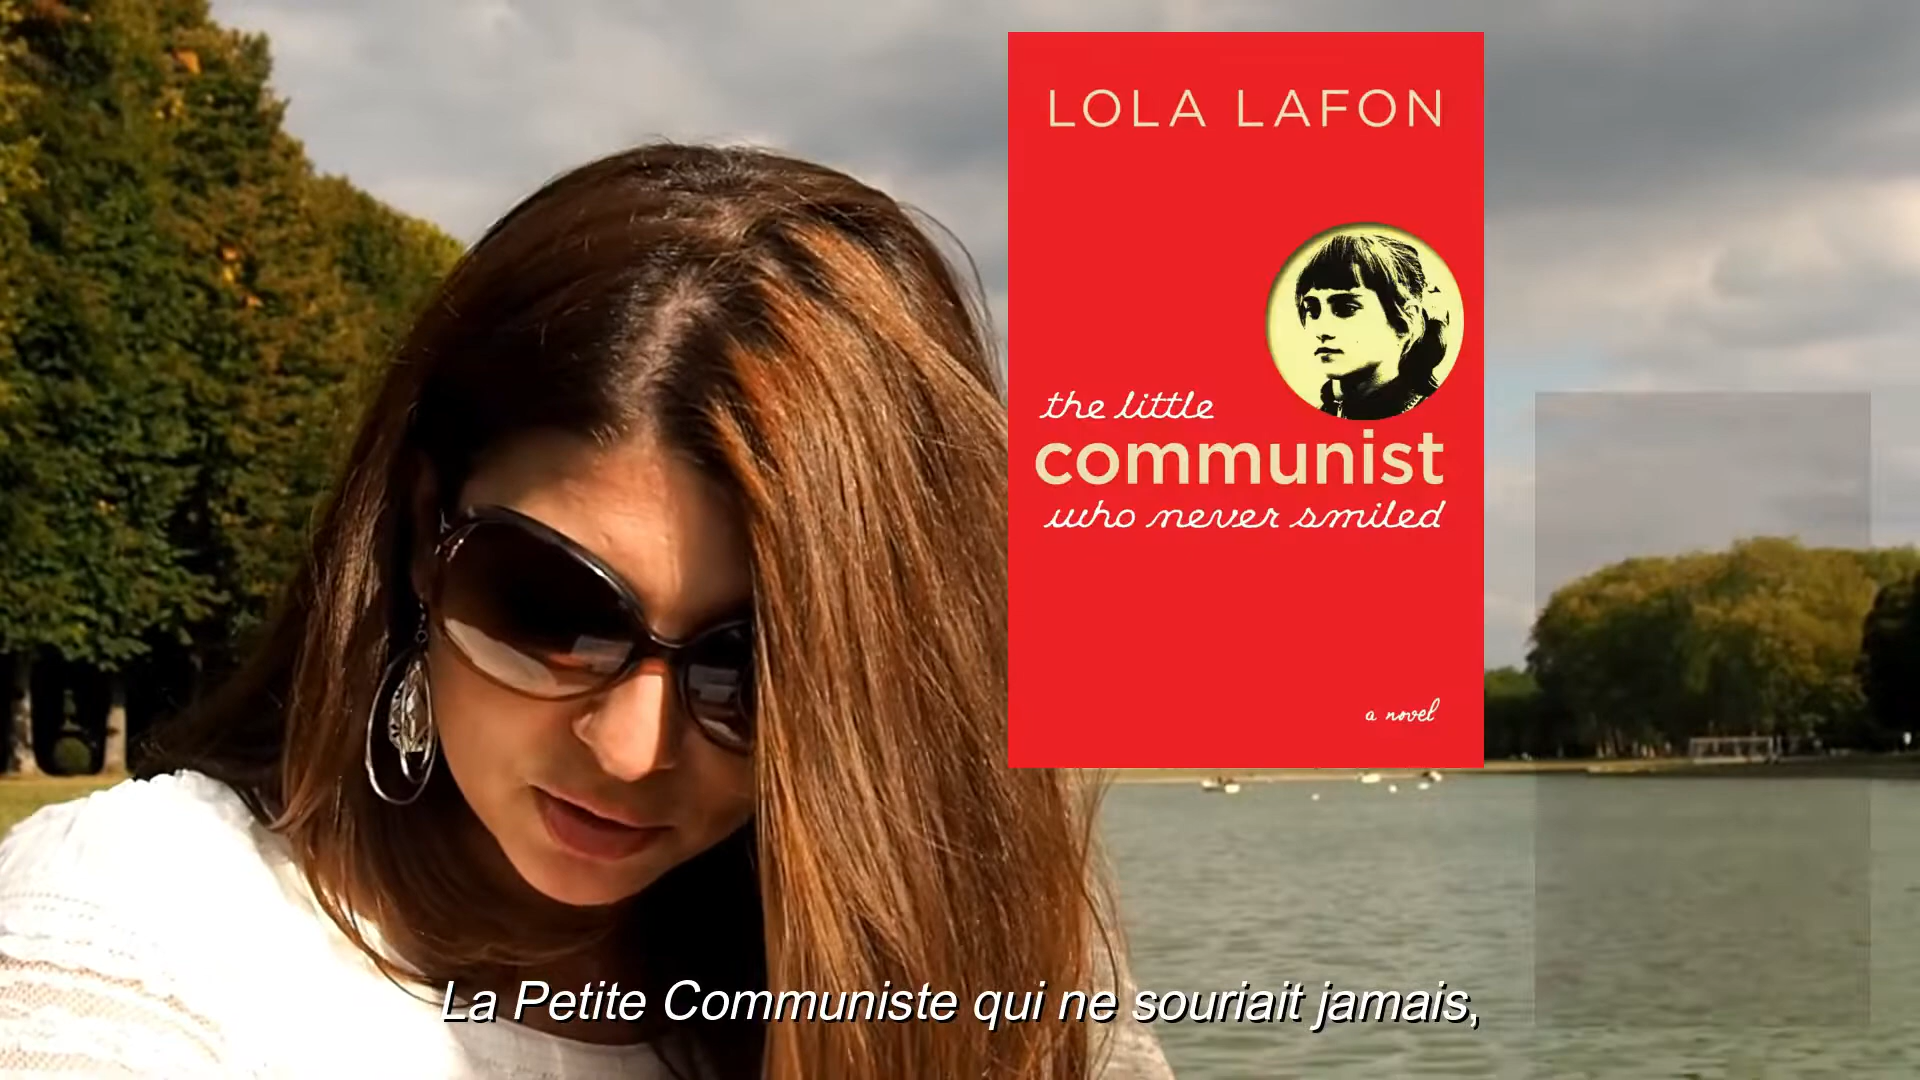 LOLA LAFON
the little
communist
who never smiled
a novel
La Petite Communiste qui ne souriait jamais,